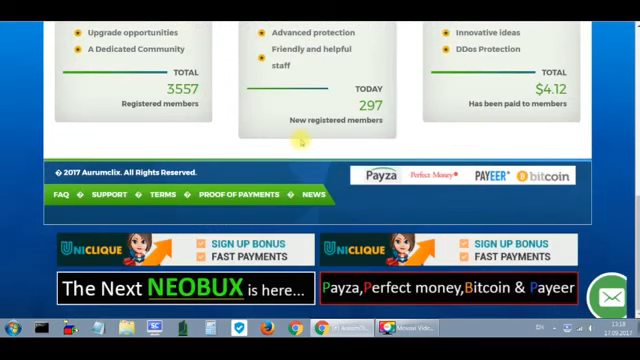 Upgrade opportunities
A Dedicated Community
TOTAL
3557
Registered members
Advanced protection
Friendly and helpful
staff
TODAY
297
New registered members
Innovative ideas
DDos Protection
TOTAL
$4.12
Has been paid to members
� 2017 Aurumclix. All Rights Reserved.
Payza Perfect Money PAYEER bitcoin
FAQ � SUPPORT � TERMS � PROOF OF PAYMENTS � NEWS
UNICLIQUE
SIGN UP BONUS
FAST PAYMENTS
UNICLIQUE
SIGN UP BONUS
FAST PAYMENTS
The Next NEOBUX is here...
Payza,Perfect money,Bitcoin & Payeer
EN
13:18
17.09.2017